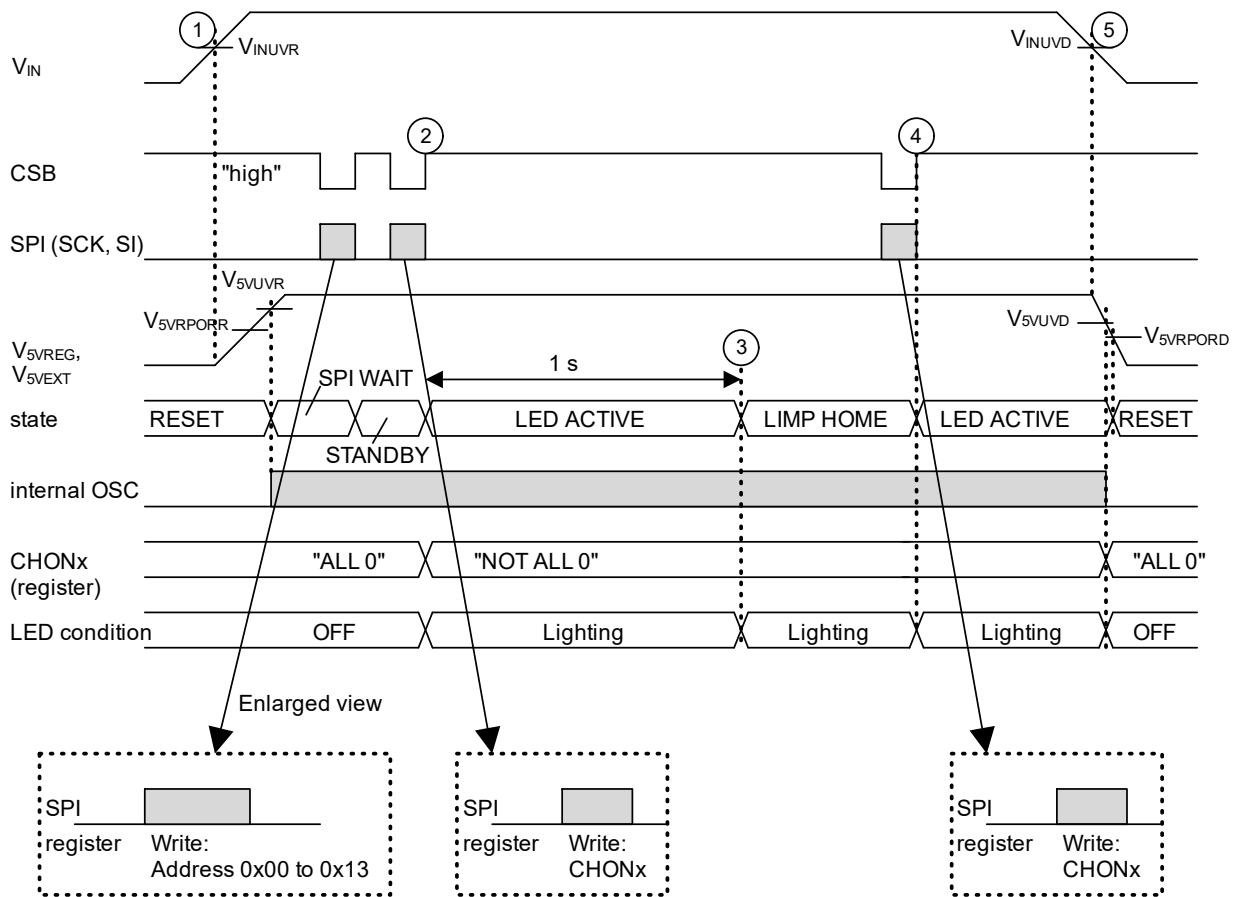 1
VINUVR
VINUVD
5
VIN
2
4
CSB
"high"
SPI (SCK, SI)
V5VUVR
V5VRPORR
V5VUVD
V5VRPORD
V5VREG,
V5VEXT
3
1 s
SPI WAIT
state
RESET
LED ACTIVE
LIMP HOME
LED ACTIVE
RESET
STANDBY
internal OSC
CHONx
(register)
"ALL 0"
"NOT ALL 0"
"ALL 0"
LED condition
OFF
Lighting
Lighting
Lighting
OFF
Enlarged view
SPI
register
Write:
Address 0x00 to 0x13
SPI
register
Write:
CHONx
SPI
register
Write:
CHONx